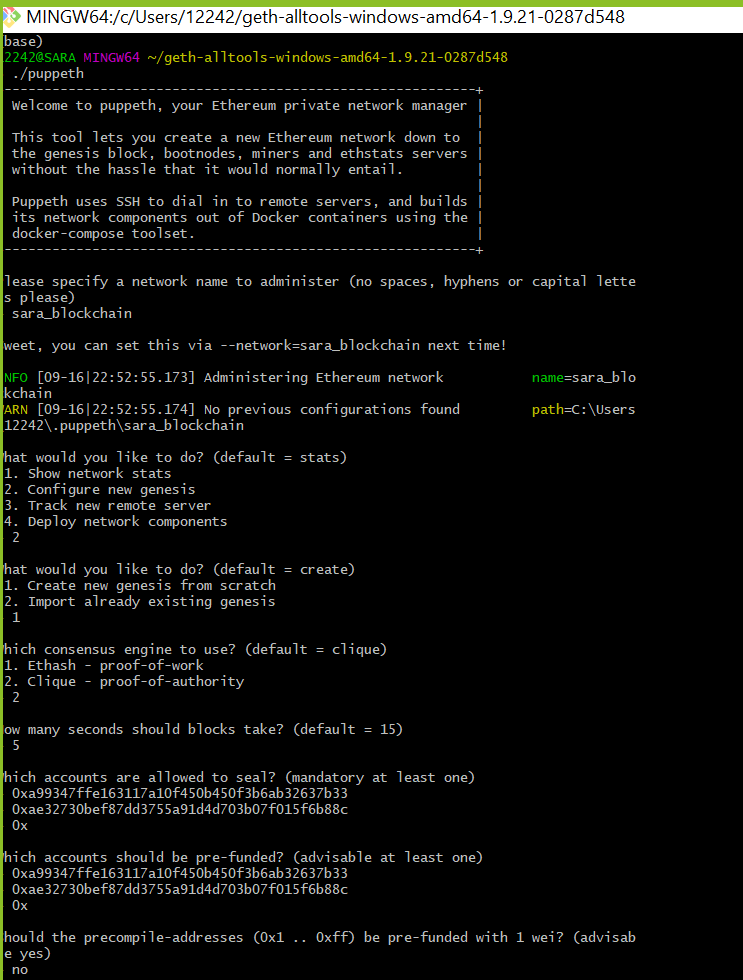 MINGW64:/c/Users/12242/geth-alltools-windows-amd64-1.9.21-0287d548
base)
2242@SARA MINGW64 ~/geth-alltools-windows-amd64-1.9.21-0287d548
./puppeth
-----------------------------------------------------------+
Welcome to puppeth, your Ethereum private network manager |
|
This tool lets you create a new Ethereum network down to |
the genesis block, bootnodes, miners and ethstats servers |
without the hassle that it would normally entail. |
|
Puppeth uses SSH to dial in to remote servers, and builds |
its network components out of Docker containers using the |
docker-compose toolset. |
-----------------------------------------------------------+
lease specify a network name to administer (no spaces, hyphens or capital lette
s please)
sara_blockchain
weet, you can set this via --network=sara_blockchain next time!
NFO [09-16|22:52:55.173] Administering Ethereum network name=sara_blo
kchain
ARN [09-16|22:52:55.174] No previous configurations found path=C:\Users
12242\.puppeth\sara_blockchain
hat would you like to do? (default = stats)
1. Show network stats
2. Configure new genesis
3. Track new remote server
4. Deploy network components
2
hat would you like to do? (default = create)
1. Create new genesis from scratch
2. Import already existing genesis
1
hich consensus engine to use? (default = clique)
1. Ethash - proof-of-work
2. Clique - proof-of-authority
2
ow many seconds should blocks take? (default = 15)
5
hich accounts are allowed to seal? (mandatory at least one)
0xa99347ffe163117a10f450b450f3b6ab32637b33
0xae32730bef87dd3755a91d4d703b07f015f6b88c
0x
hich accounts should be pre-funded? (advisable at least one)
0xa99347ffe163117a10f450b450f3b6ab32637b33
0xae32730bef87dd3755a91d4d703b07f015f6b88c
0x
hould the precompile-addresses (0x1 .. 0xff) be pre-funded with 1 wei? (advisab
e yes)
no